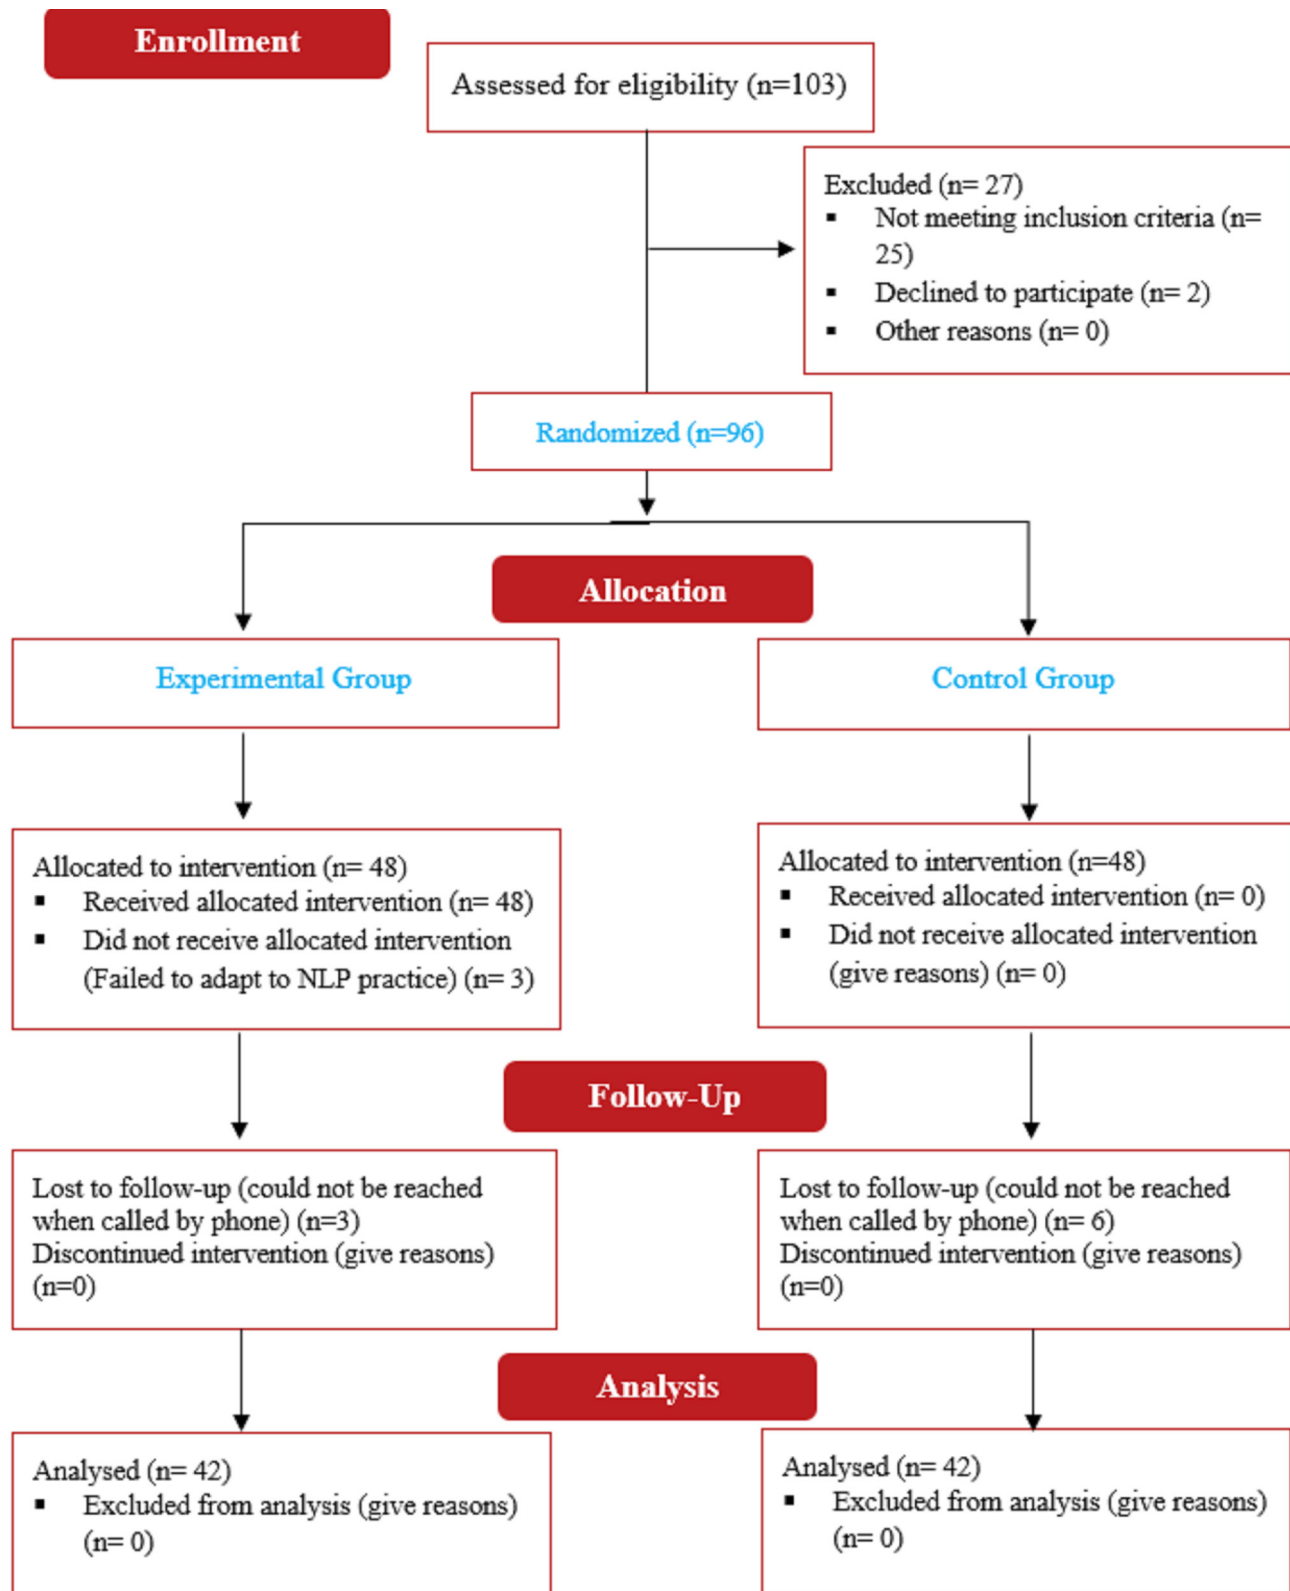 Enrollment
Assessed for eligibility (n=103)
Excluded (n= 27)
▪ Not meeting inclusion criteria (n=
25)
▪ Declined to participate (n= 2)
▪ Other reasons (n= 0)
Randomized (n=96)
Allocation
Experimental Group
Control Group
Allocated to intervention (n= 48)
▪ Received allocated intervention (n= 48)
▪ Did not receive allocated intervention
(Failed to adapt to NLP practice) (n= 3)
Allocated to intervention (n=48)
▪ Received allocated intervention (n= 0)
▪ Did not receive allocated intervention
(give reasons) (n= 0)
Follow-Up
Lost to follow-up (could not be reached
when called by phone) (n=3)
Discontinued intervention (give reasons)
(n=0)
Lost to follow-up (could not be reached
when called by phone) (n= 6)
Discontinued intervention (give reasons)
(n=0)
Analysis
Analysed (n= 42)
▪ Excluded from analysis (give reasons)
(n= 0)
Analysed (n= 42)
▪ Excluded from analysis (give reasons)
(n= 0)